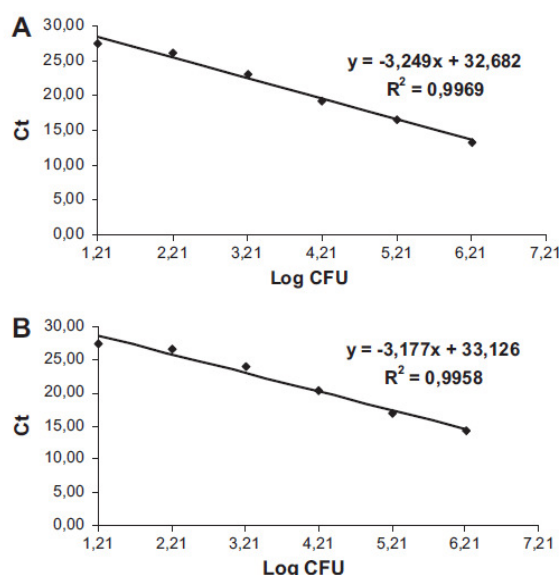 A
30,00
25,00
20,00
15,00
10,00
5,00
0,00
Ct
y = -3,249x + 32,682
R² = 0,9969
1,21 2,21 3,21 4,21 5,21 6,21 7,21
Log CFU
B
30,00
25,00
20,00
15,00
10,00
5,00
0,00
Ct
y = -3,177x + 33,126
R² = 0,9958
1,21 2,21 3,21 4,21 5,21 6,21 7,21
Log CFU